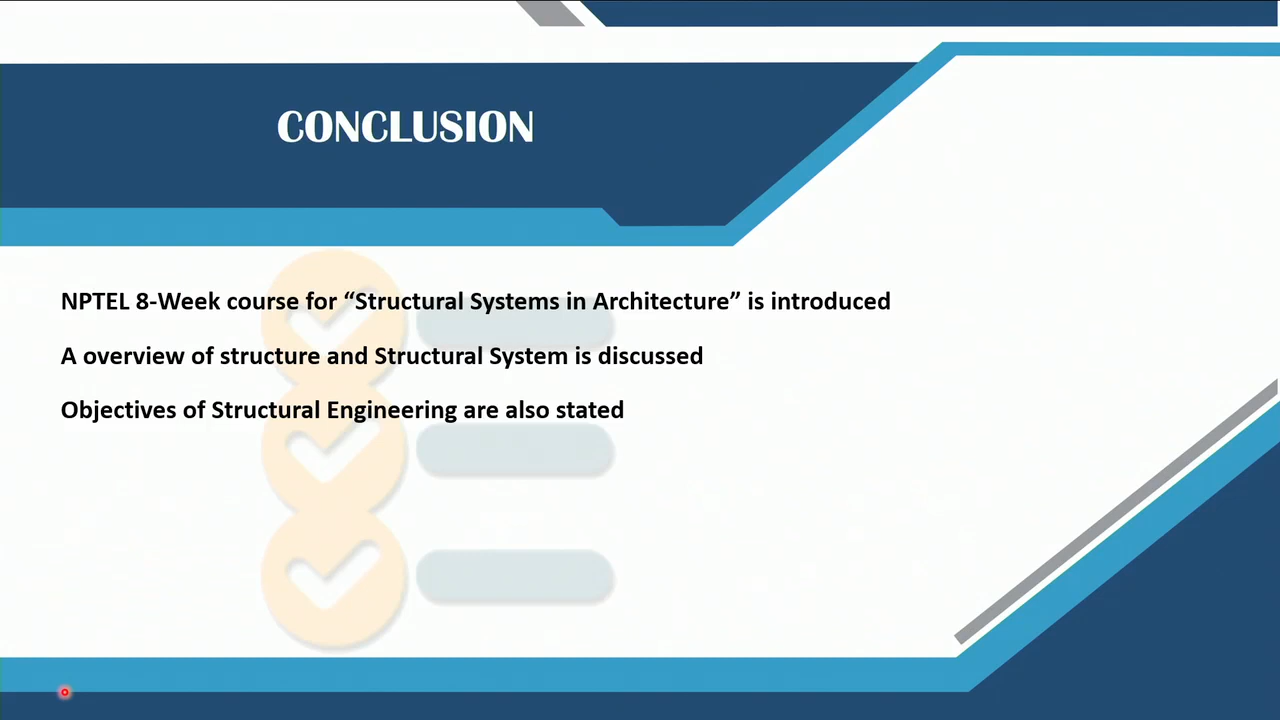 CONCLUSION
NPTEL 8-Week course for “Structural Systems in Architecture” is introduced
A overview of structure and Structural System is discussed
Objectives of Structural Engineering are also stated